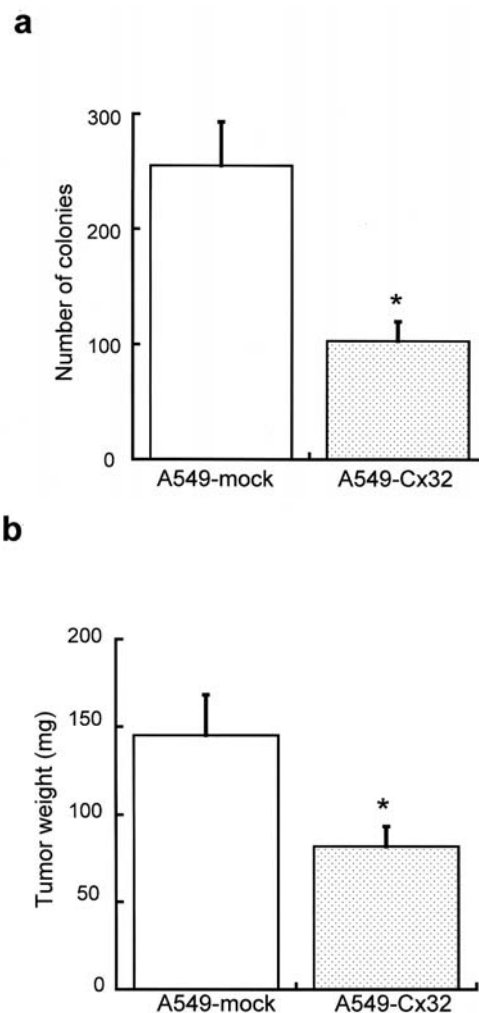 a
300
200
100
0
Number of colonies
*
A549-mock A549-Cx32
b
200
150
100
50
0
Tumor weight (mg)
*
A549-mock A549-Cx32